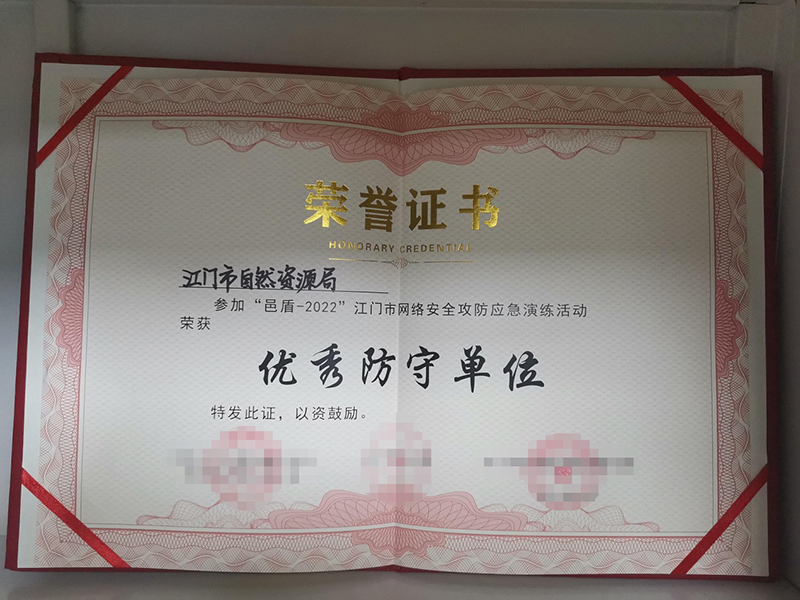 荣誉证书
HONORARY CREDENTIAL
江门市自然资源局
参加“邑盾-2022”江门市网络安全攻防应急演练活动
荣获
优秀防守单位
特发此证，以资鼓励。